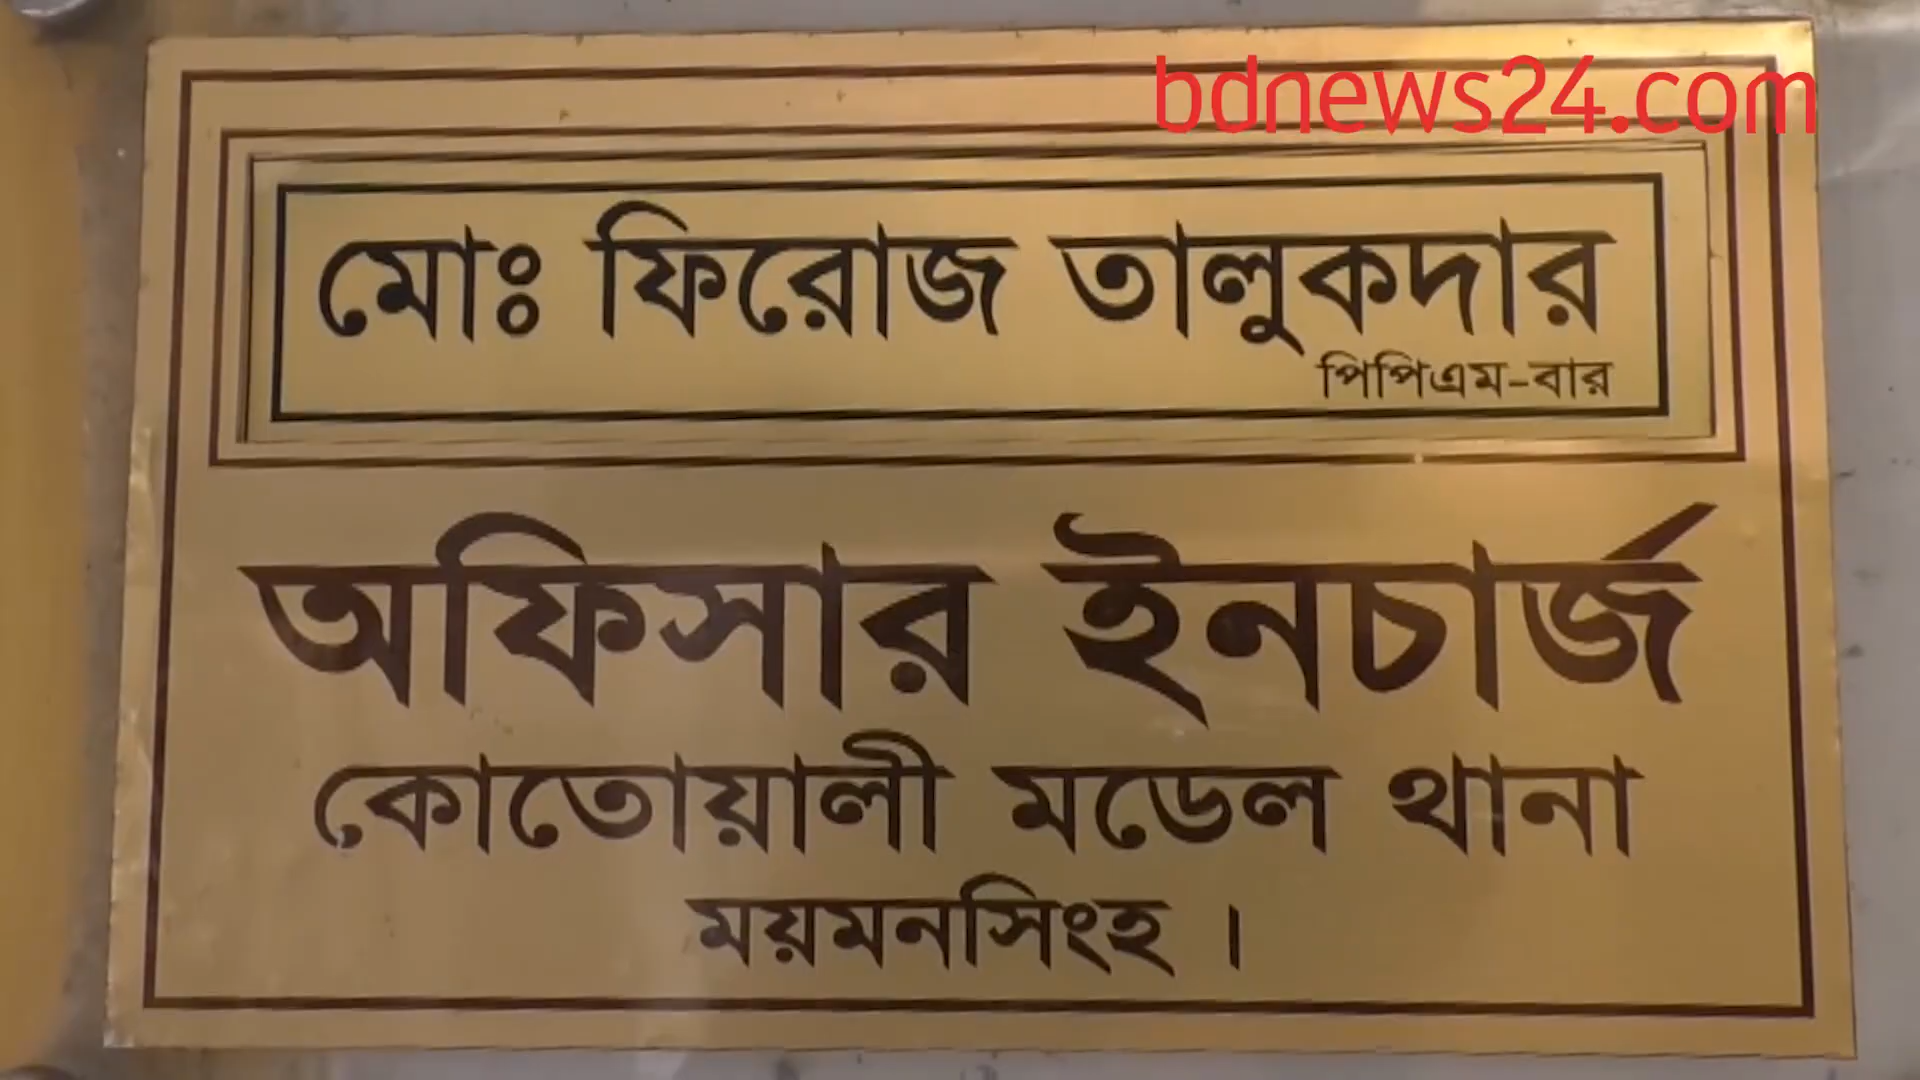 bdnews24.com
মোঃ ফিরোজ তালুকদার
পিপিএম-বার
অফিসার ইনচার্জ
কোতোয়ালী মডেল থানা
ময়মনসিংহ ।